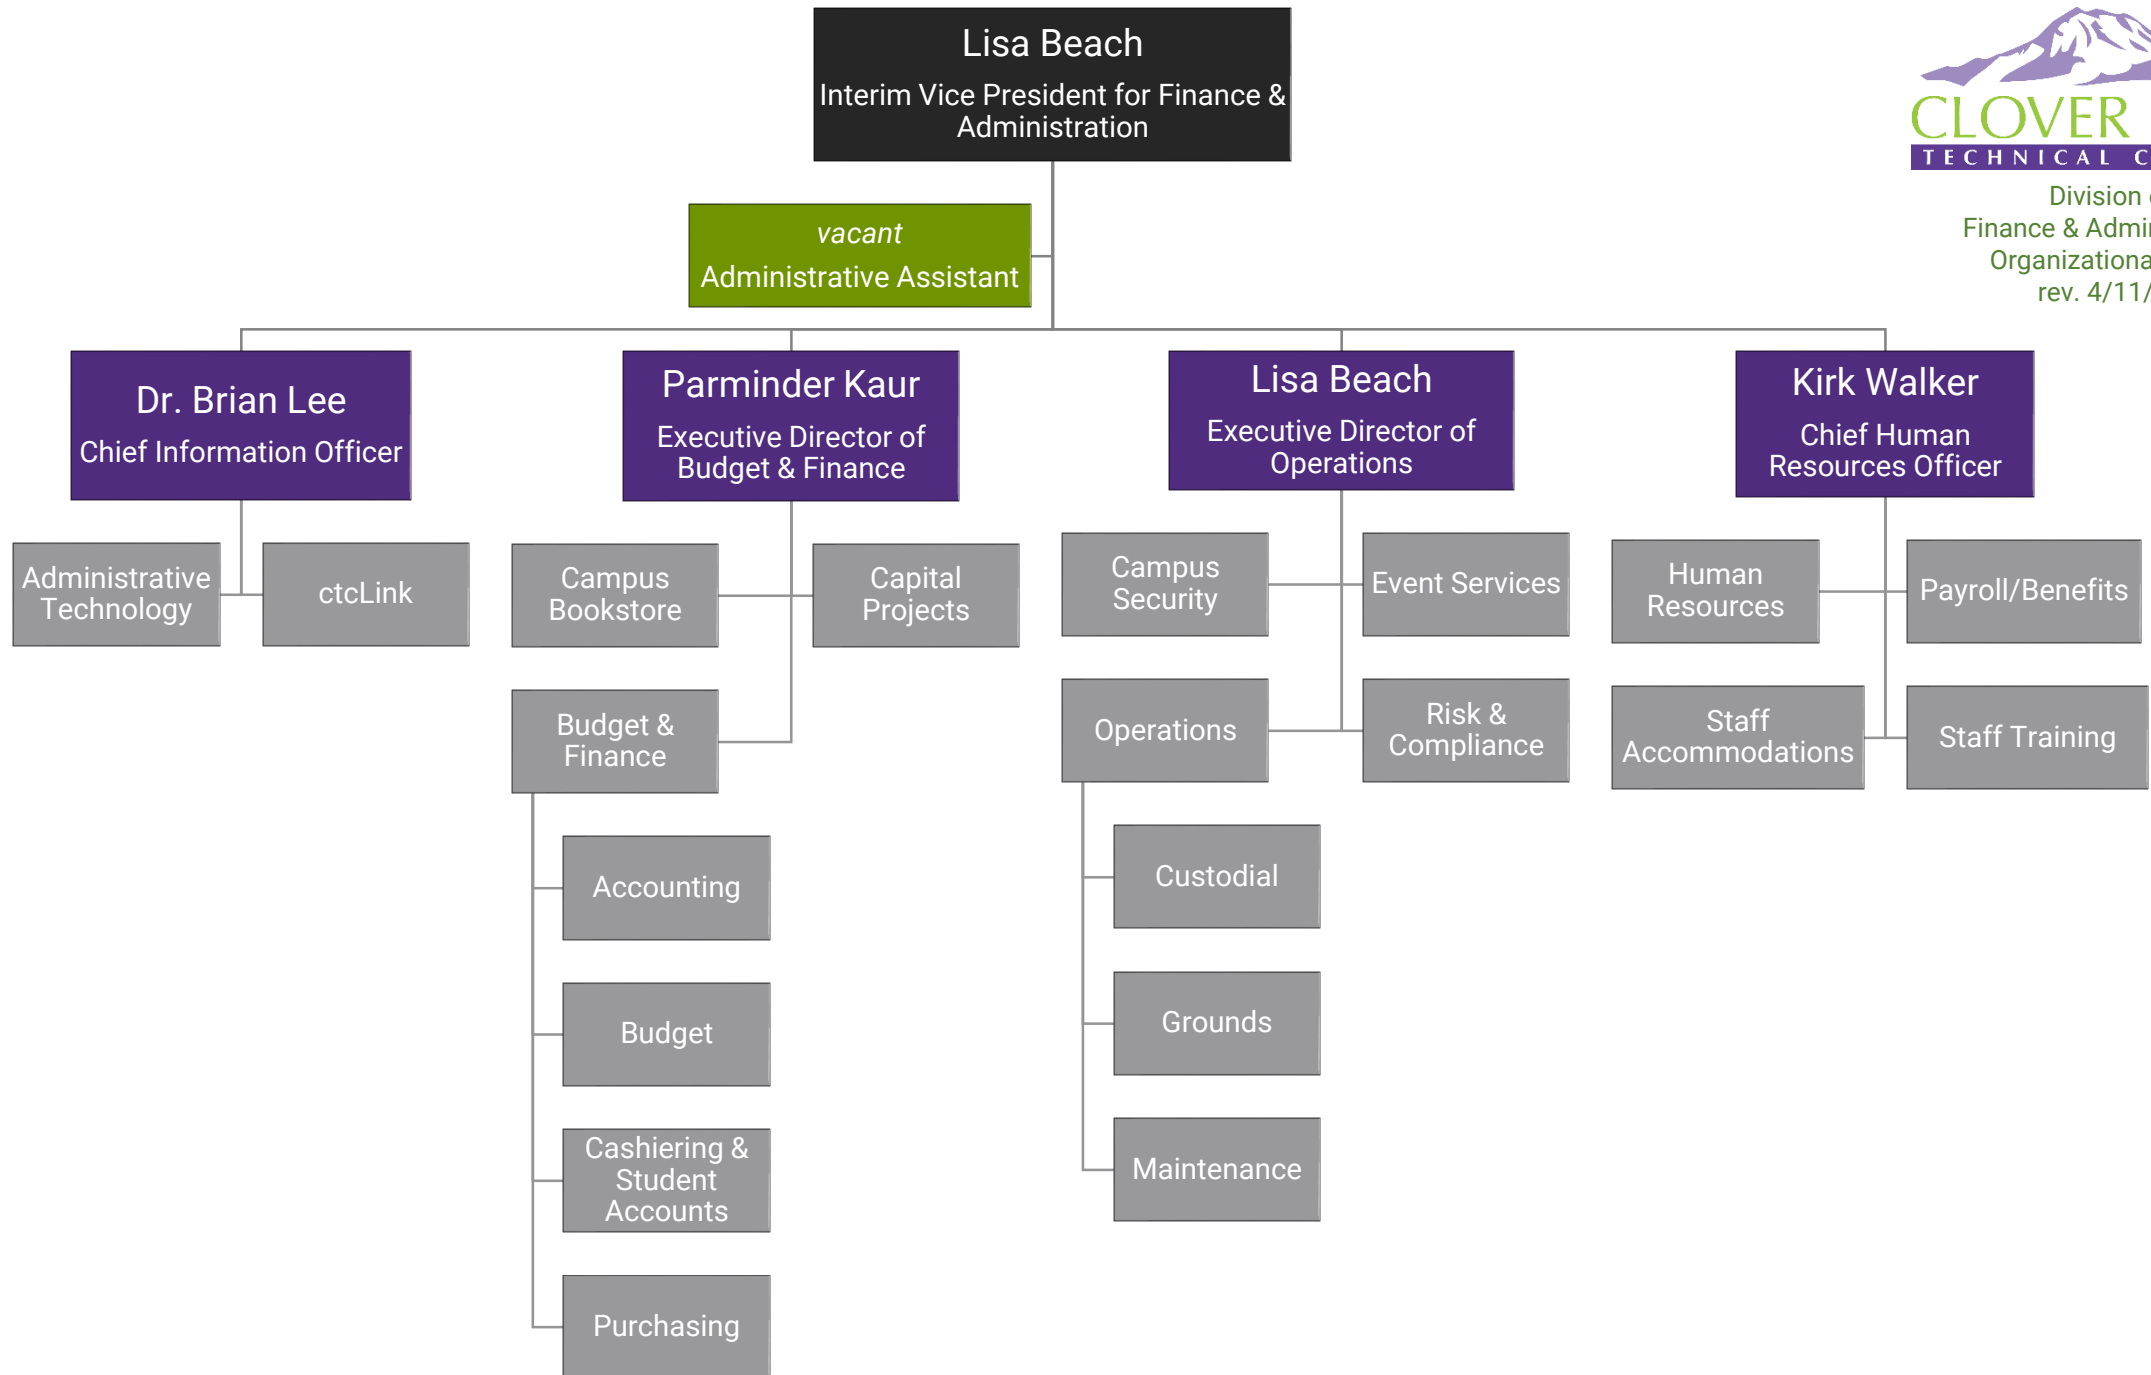 Lisa Beach
Interim Vice President for Finance &
Administration
CLOVER
TECHNICAL
Division
Finance &
rev. 4/11/
vacant
Administrative Assistant
Dr. Brian Lee
Chief Information Officer
Parminder Kaur
Executive Director of
Budget & Finance
Lisa Beach
Executive Director of
Operations
Kirk Walker
Chief Human
Resources Officer
Administrative
Technology
ctcLink
Campus
Bookstore
Capital
Projects
Budget &
Finance
Accounting
Budget
Cashiering &
Student
Accounts
Purchasing
Campus
Security
Event Services
Operations
Risk &
Compliance
Custodial
Grounds
Maintenance
Human
Resources
Payroll/Benefits
Staff
Accommodations
Staff Training